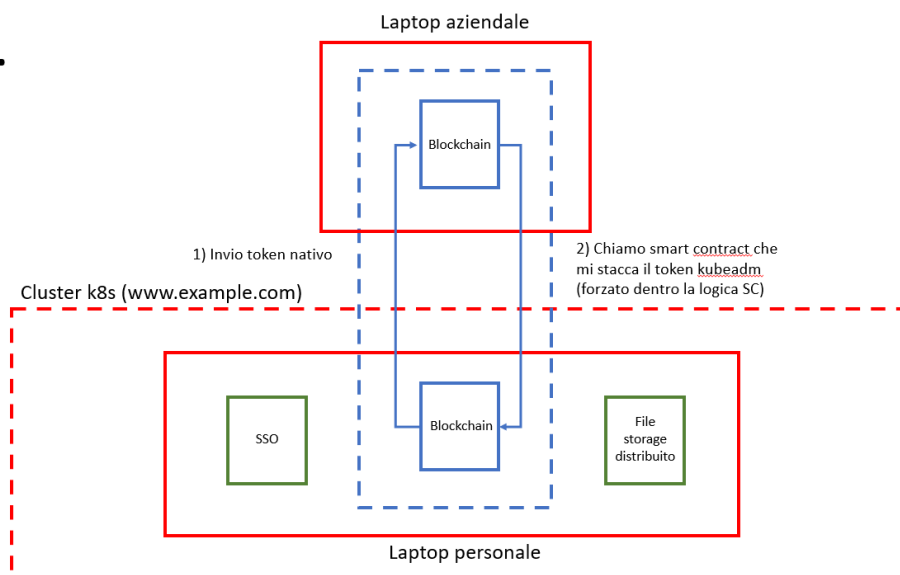 Laptop aziendale
Blockchain
1) Invio token nativo
2) Chiamo smart contract che
mi stacca il token kubeadm
(forzato dentro la logica SC)
Cluster k8s (www.example.com)
SSO
Blockchain
File
storage
distribuito
Laptop personale